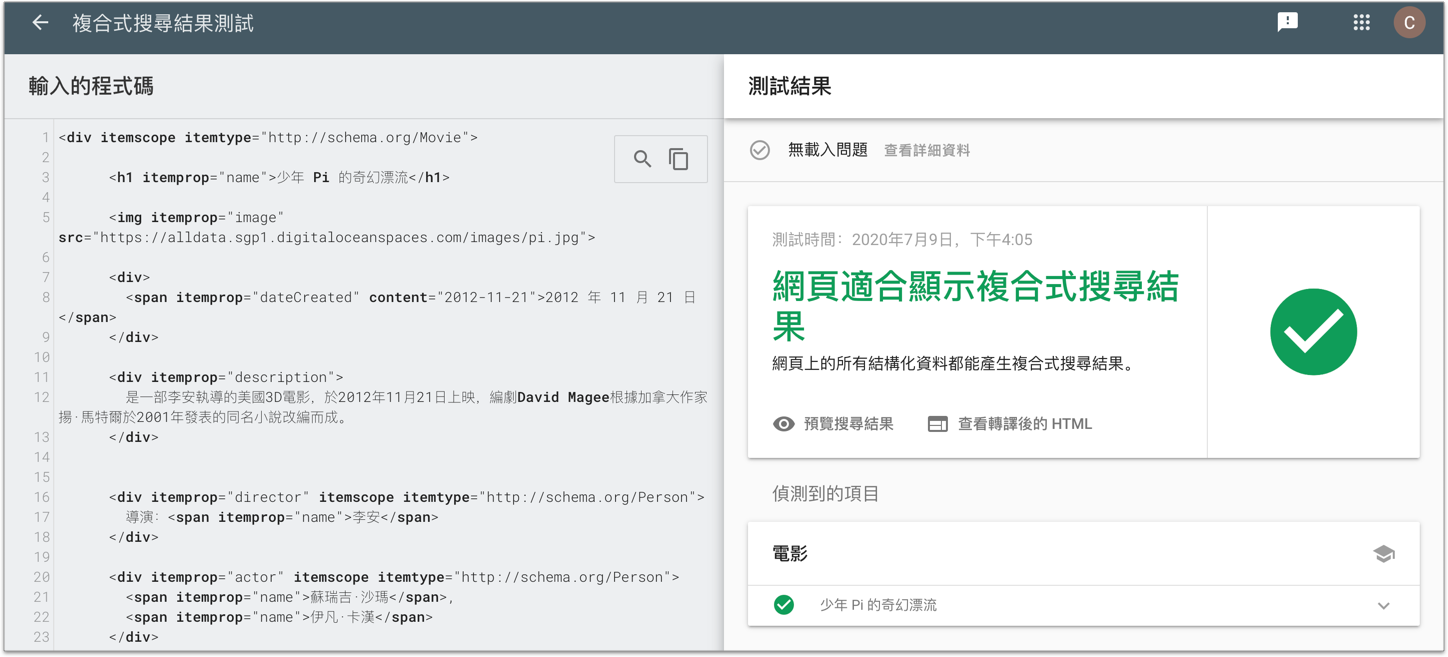 複合式搜尋結果測試
C
輸入的程式碼
1 <div itemscope itemtype="http://schema.org/Movie">
2
3 <h1 itemprop="name">少年 Pi 的奇幻漂流</h1>
4
5 <img itemprop="image"
src="https://alldata.sgp1.digitaloceanspaces.com/images/pi.jpg">
6
7 <div>
8 <span itemprop="dateCreated" content="2012-11-21">2012 年 11 月 21 日
</span>
9 </div>
10
11 <div itemprop="description">
12 是一部李安執導的美國3D電影，於2012年11月21日上映，編劇David Magee根據加拿大作家
揚·馬特爾於2001年發表的同名小說改編而成。
13 </div>
14
15
16 <div itemprop="director" itemscope itemtype="http://schema.org/Person">
17 導演：<span itemprop="name">李安</span>
18 </div>
19
20 <div itemprop="actor" itemscope itemtype="http://schema.org/Person">
21 <span itemprop="name">蘇瑞吉·沙瑪</span>,
22 <span itemprop="name">伊凡·卡漢</span>
23 </div>
測試結果
無載入問題 查看詳細資料
測試時間：2020年7月9日，下午4:05
網頁適合顯示複合式搜尋結
果
網頁上的所有結構化資料都能產生複合式搜尋結果。
預覽搜尋結果 查看轉譯後的 HTML
偵測到的項目
電影
少年 Pi 的奇幻漂流